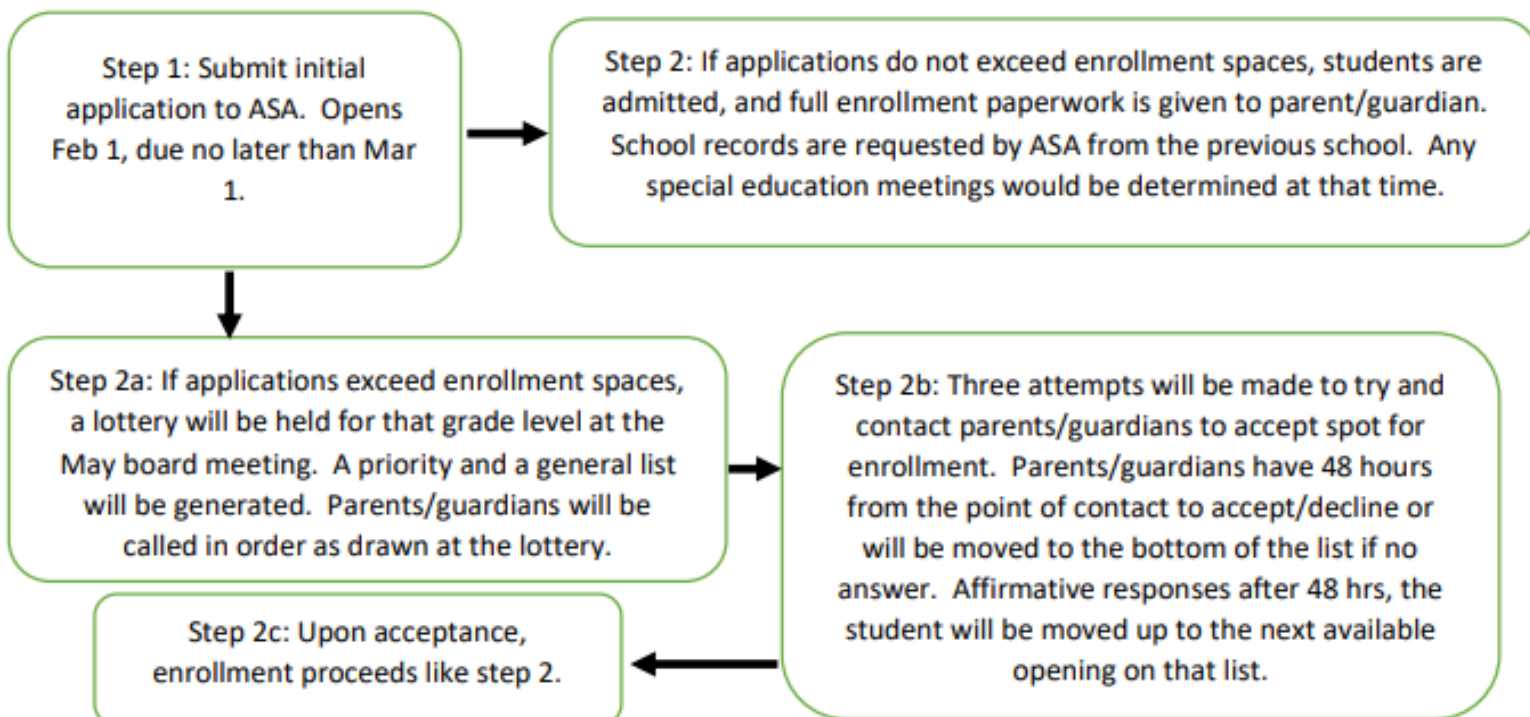 Step 1: Submit initial
application to ASA.  Opens
Feb 1, due no later than Mar
1.
Step 2: If applications do not exceed enrollment spaces, students are
admitted, and full enrollment paperwork is given to parent/guardian.
School records are requested by ASA from the previous school.  Any
special education meetings would be determined at that time.
Step 2a: If applications exceed enrollment spaces,
a lottery will be held for that grade level at the
May board meeting.  A priority and a general list
will be generated.  Parents/guardians will be
called in order as drawn at the lottery.
Step 2b: Three attempts will be made to try and
contact parents/guardians to accept spot for
enrollment.  Parents/guardians have 48 hours
from the point of contact to accept/decline or
will be moved to the bottom of the list if no
answer.  Affirmative responses after 48 hrs, the
student will be moved up to the next available
opening on that list.
Step 2c: Upon acceptance,
enrollment proceeds like step 2.